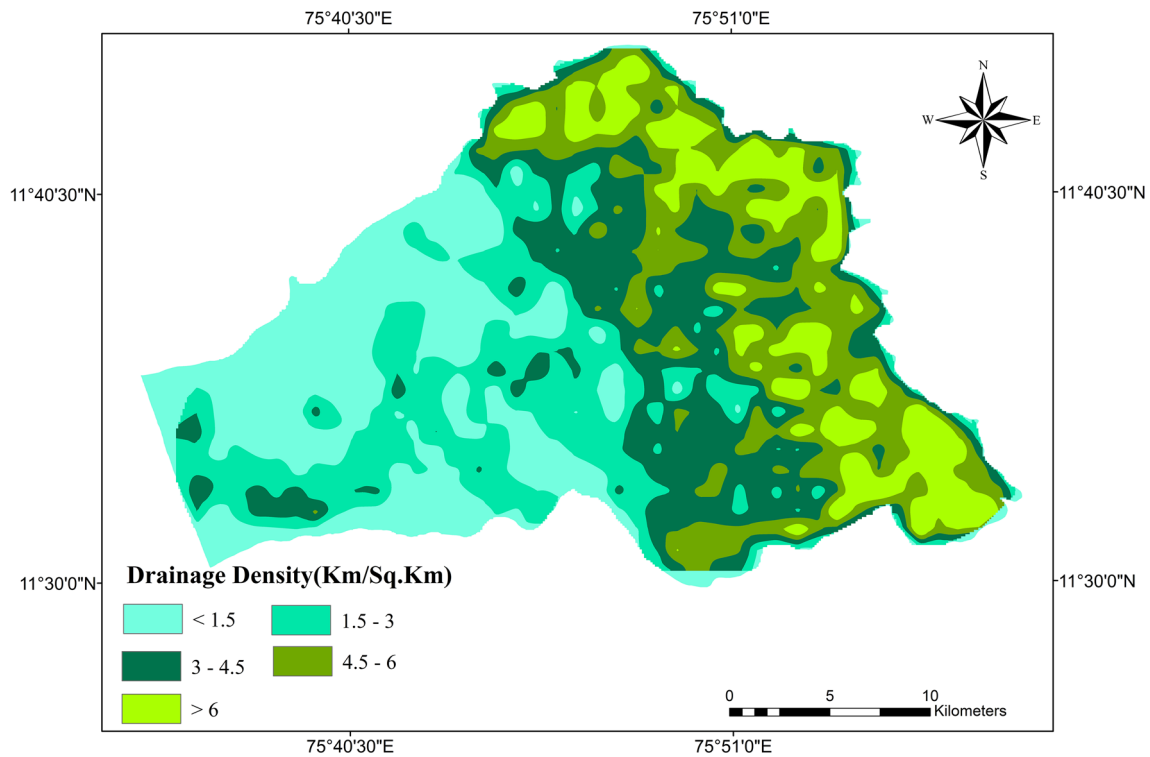 75°40'30"E 75°51'0"E
N
W E
S
11°40'30"N 11°40'30"N
Drainage Density(Km/Sq.Km)
11°30'0"N 11°30'0"N
< 1.5 1.5 - 3
3 - 4.5 4.5 - 6
> 6
0 5 10
Kilometers
75°40'30"E 75°51'0"E